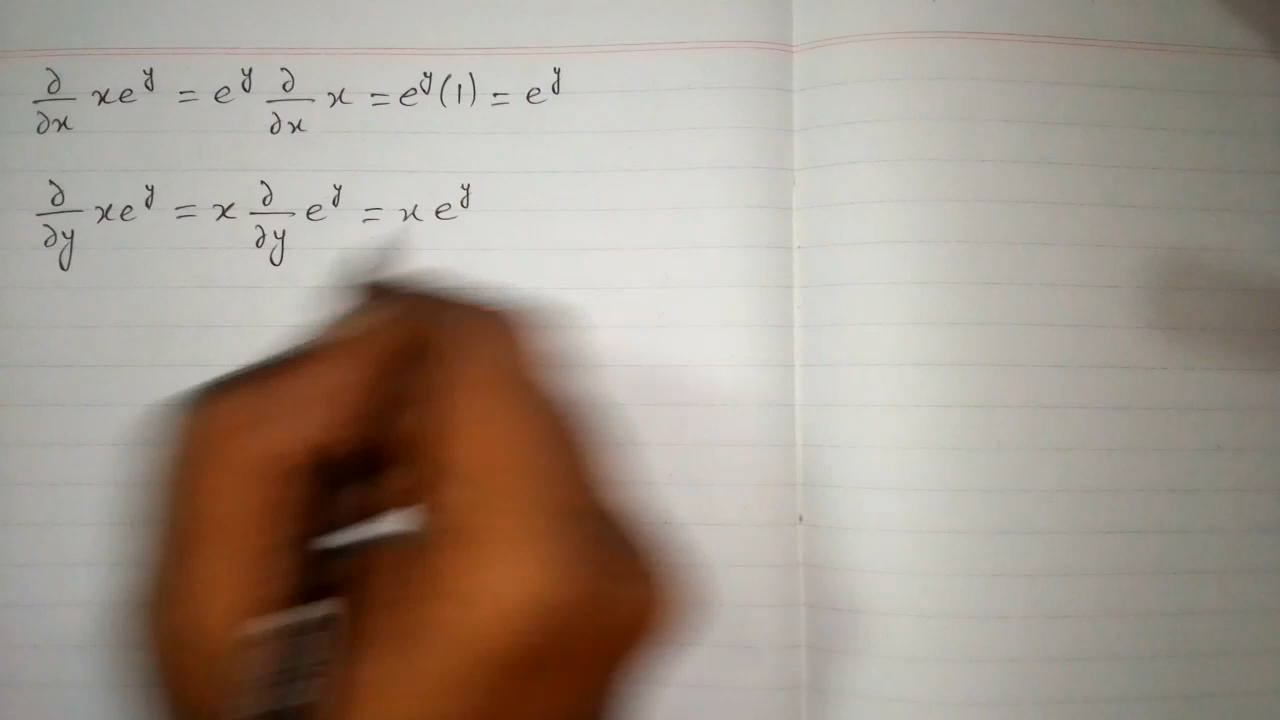 ∂/∂x xe^y = e^y ∂/∂x x = e^y(1) = e^y
∂/∂y xe^y = x ∂/∂y e^y = x e^y